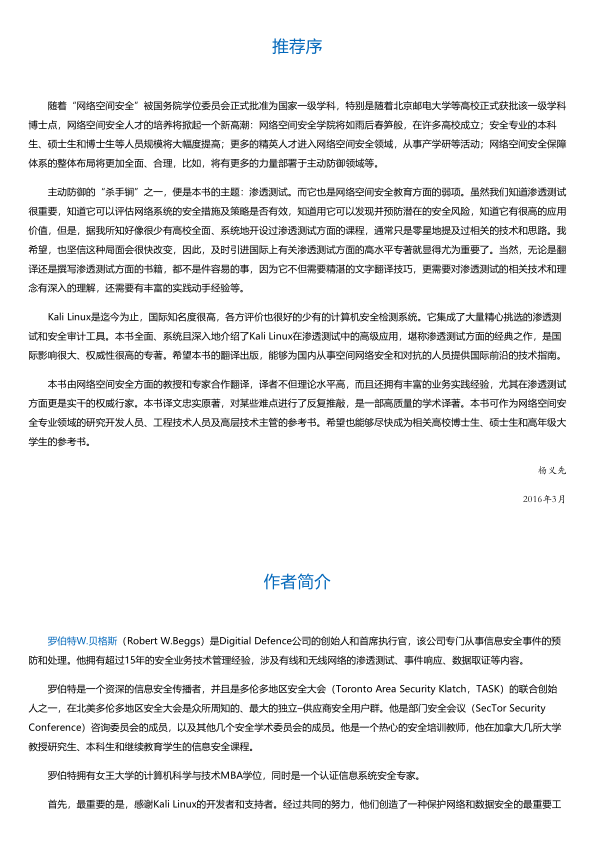 推荐序
随着“网络空间安全”被国务院学位委员会正式批准为国家一级学科，特别是随着北京邮电大学等高校正式获批该一级学科
博士点，网络空间安全人才的培养将掀起一个新高潮：网络空间安全学院将如雨后春笋般，在许多高校成立；安全专业的本科
生、硕士生和博士生等人员规模将大幅度提高；更多的精英人才进入网络空间安全领域，从事产学研等活动；网络空间安全保障
体系的整体布局将更加全面、合理，比如，将有更多的力量部署于主动防御领域等。
主动防御的“杀手锏”之一，便是本书的主题：渗透测试。而它也是网络空间安全教育方面的弱项。虽然我们知道渗透测试
很重要，知道它可以评估网络系统的安全措施及策略是否有效，知道用它可以发现并预防潜在的安全风险，知道它有很高的应用
价值，但是，据我所知好像很少有高校全面、系统地开设过渗透测试方面的课程，通常只是零星地提及过相关的技术和思路。我
希望，也坚信这种局面会很快改变，因此，及时引进国际上有关渗透测试方面的高水平专著就显得尤为重要了。当然，无论是翻
译还是撰写渗透测试方面的书籍，都不是件容易的事，因为它不但需要精湛的文字翻译技巧，更需要对渗透测试的相关技术和理
念有深入的理解，还需要有丰富的实践动手经验等。
Kali Linux是迄今为止，国际知名度很高，各方评价也很好的少有的计算机安全检测系统。它集成了大量精心挑选的渗透测
试和安全审计工具。本书全面、系统且深入地介绍了Kali Linux在渗透测试中的高级应用，堪称渗透测试方面的经典之作，是国
际影响很大、权威性很高的专著。希望本书的翻译出版，能够为国内从事空间网络安全和对抗的人员提供国际前沿的技术指南。
本书由网络空间安全方面的教授和专家合作翻译，译者不但理论水平高，而且还拥有丰富的业务实践经验，尤其在渗透测试
方面更是实干的权威行家。本书译文忠实原著，对某些难点进行了反复推敲，是一部高质量的学术译著。本书可作为网络空间安
全专业领域的研究开发人员、工程技术人员及高层技术主管的参考书。希望也能够尽快成为相关高校博士生、硕士生和高年级大
学生的参考书。
杨义先
2016年3月
作者简介
罗伯特W.贝格斯（Robert W.Beggs）是Digitial Defence公司的创始人和首席执行官，该公司专门从事信息安全事件的预
防和处理。他拥有超过15年的安全业务技术管理经验，涉及有线和无线网络的渗透测试、事件响应、数据取证等内容。
罗伯特是一个资深的信息安全传播者，并且是多伦多地区安全大会（Toronto Area Security Klatch，TASK）的联合创始
人之一，在北美多伦多地区安全大会是众所周知的、最大的独立–供应商安全用户群。他是部门安全会议（SecTor Security
Conference）咨询委员会的成员，以及其他几个安全学术委员会的成员。他是一个热心的安全培训教师，他在加拿大几所大学
教授研究生、本科生和继续教育学生的信息安全课程。
罗伯特拥有女王大学的计算机科学与技术MBA学位，同时是一个认证信息系统安全专家。
首先，最重要的是，感谢Kali Linux的开发者和支持者。经过共同的努力，他们创造了一种保护网络和数据安全的最重要工